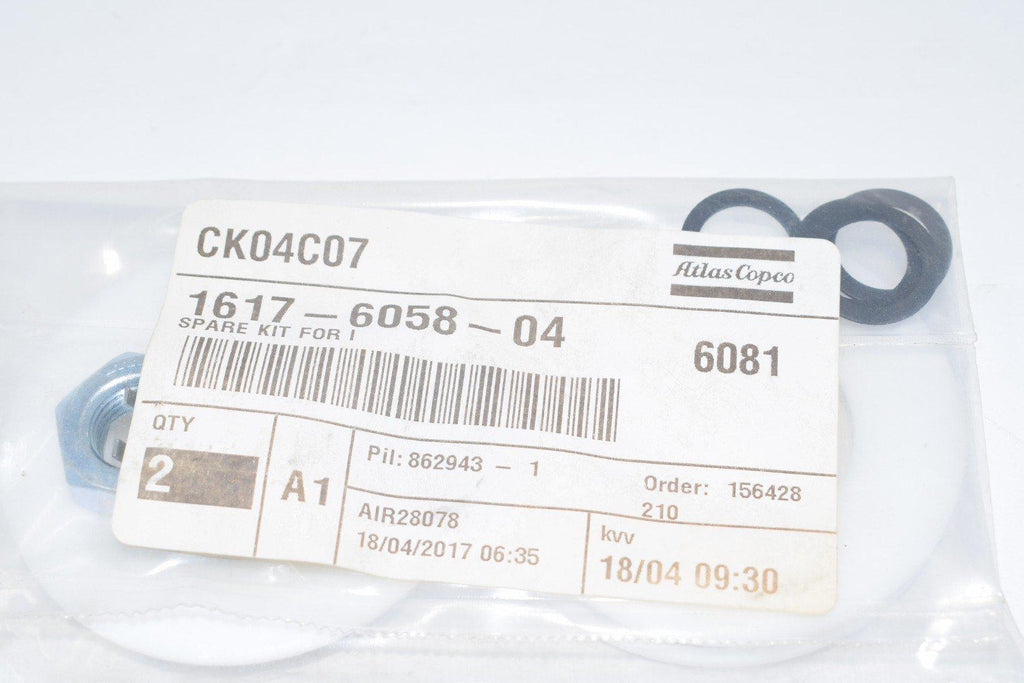 CK04C07
Atlas Copco
1617-6058-04
SPARE KIT FOR I
6081
QTY
2
A1
Pil: 862943 - 1
Order: 156428
210
AIR28078
18/04/2017 06:35
kvv
18/04 09:30